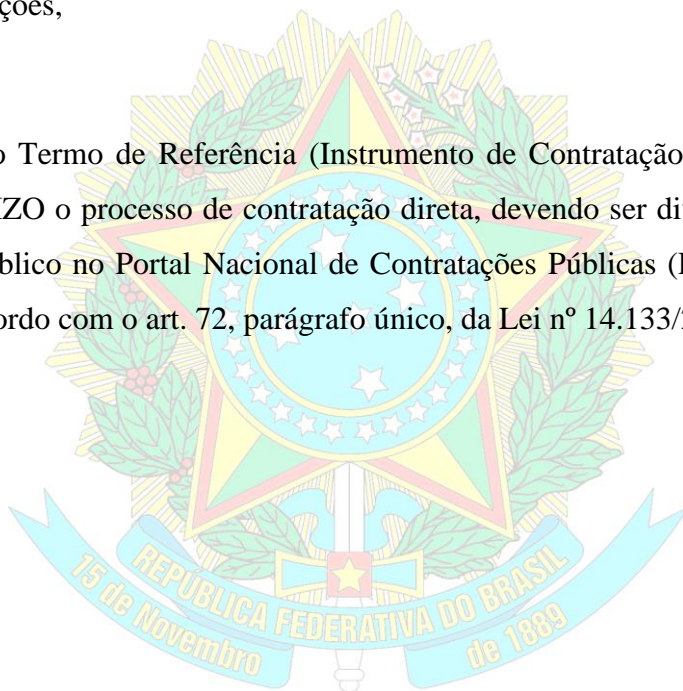 ções,
o Termo de Referência (Instrumento de Contratação
IZO o processo de contratação direta, devendo ser di
blico no Portal Nacional de Contratações Públicas (
ordo com o art. 72, parágrafo único, da Lei nº 14.133/
REPÚBLICA FEDERATIVA DO BRASIL
15 de Novembro de 1889